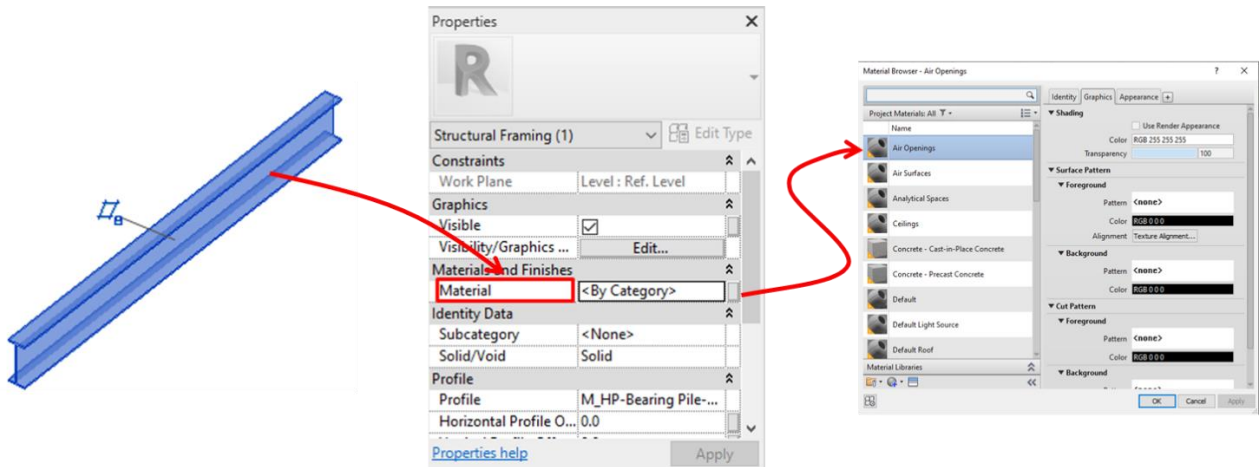 Properties
R
Structural Framing (1)
Edit Type
Constraints
Work Plane Level : Ref. Level
Graphics
Visible
Visibility/Graphics ... Edit...
Materials and Finishes
Material <By Category>
Identity Data
Subcategory <None>
Solid/Void Solid
Profile
Profile M_HP-Bearing Pile-...
Horizontal Profile O... 0.0
Properties help
Apply
Material Browser - Air Openings
? X
Project Materials: All
Name
Air Openings
Air Surfaces
Analytical Spaces
Ceilings
Concrete - Cast-in-Place Concrete
Concrete - Precast Concrete
Default
Default Light Source
Default Roof
Material Libraries
Identity Graphics Appearance
Shading
Use Render Appearance
Color RGB 255 255 255
Transparency 100
Surface Pattern
Foreground
Pattern <none>
Color RGB 0 0 0
Alignment Texture Alignment...
Background
Pattern <none>
Color RGB 0 0 0
Cut Pattern
Foreground
Pattern <none>
Color RGB 0 0 0
Background
OK Cancel Apply